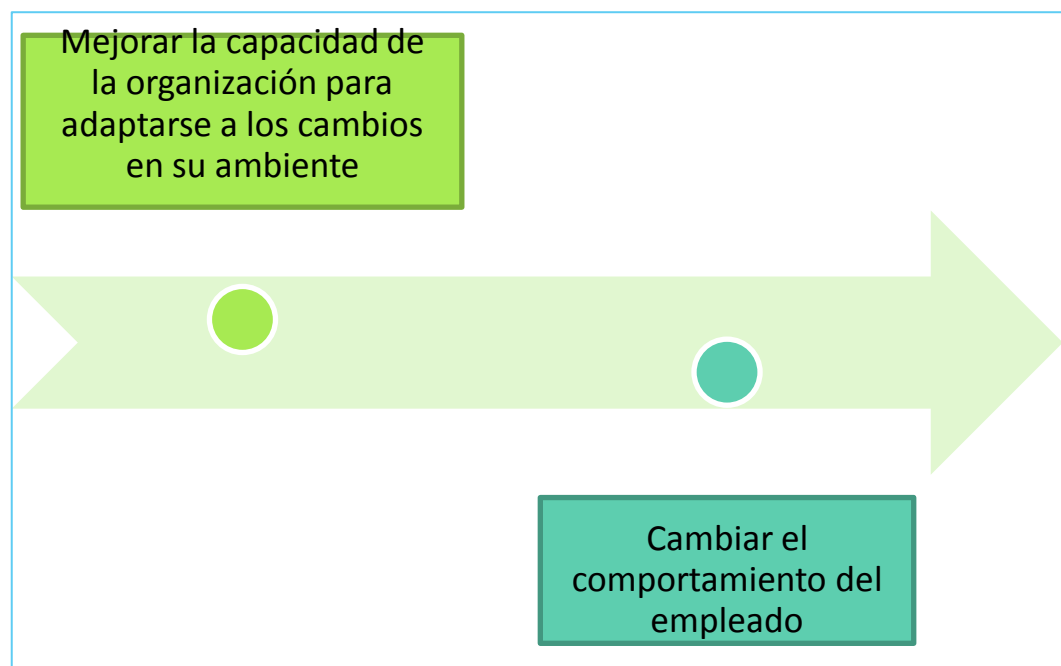 Mejorar la capacidad de
la organización para
adaptarse a los cambios
en su ambiente
Cambiar el
comportamiento del
empleado